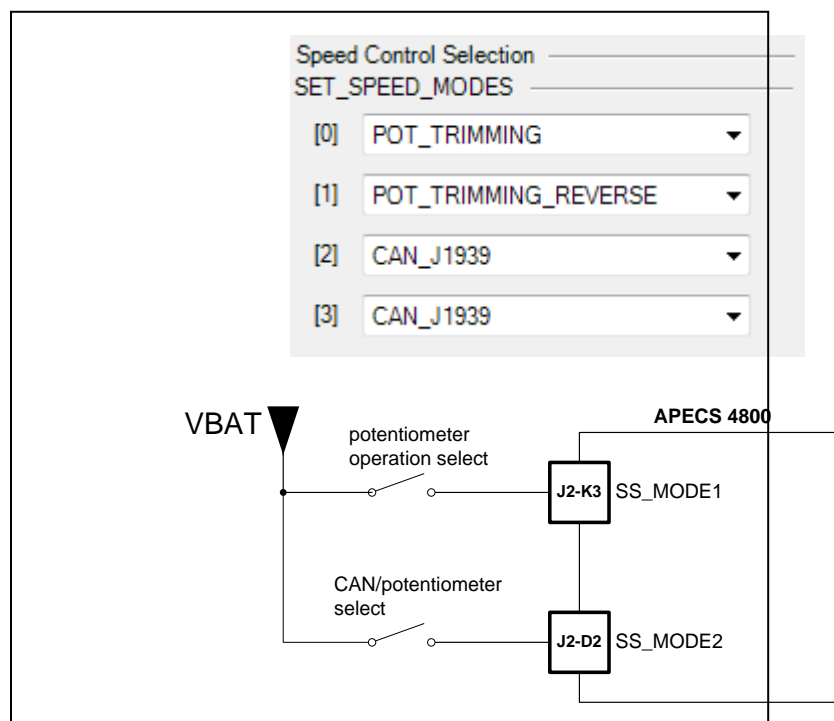 Speed Control Selection
SET_SPEED_MODES
[0] POT_TRIMMING
[1] POT_TRIMMING_REVERSE
[2] CAN_J1939
[3] CAN_J1939
VBAT
APECS 4800
potentiometer
operation select
J2-K3 SS_MODE1
CAN/potentiometer
select
J2-D2 SS_MODE2